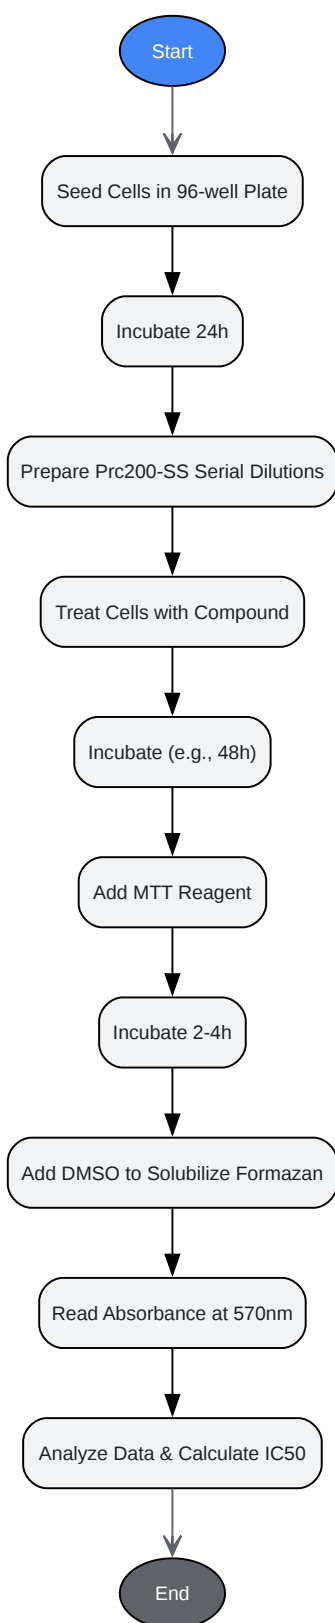 Start
Seed Cells in 96-well Plate
Incubate 24h
Prepare Prc200-SS Serial Dilutions
Treat Cells with Compound
Incubate (e.g., 48h)
Add MTT Reagent
Incubate 2-4h
Add DMSO to Solubilize Formazan
Read Absorbance at 570nm
Analyze Data & Calculate IC50
End